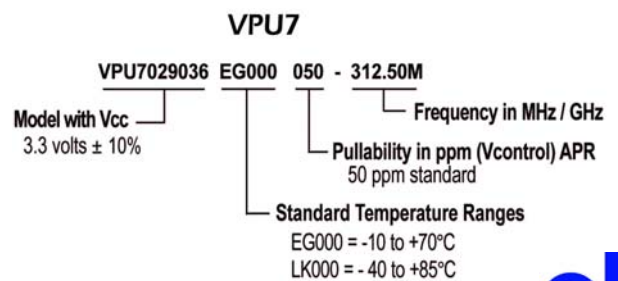 VPU7
VPU7029036 EG000 050 - 312.50M
Frequency in MHz / GHz
Model with Vcc
3.3 volts ± 10%
Pullability in ppm (Vcontrol) APR
50 ppm standard
Standard Temperature Ranges
EG000 = -10 to +70°C
LK000 = - 40 to +85°C